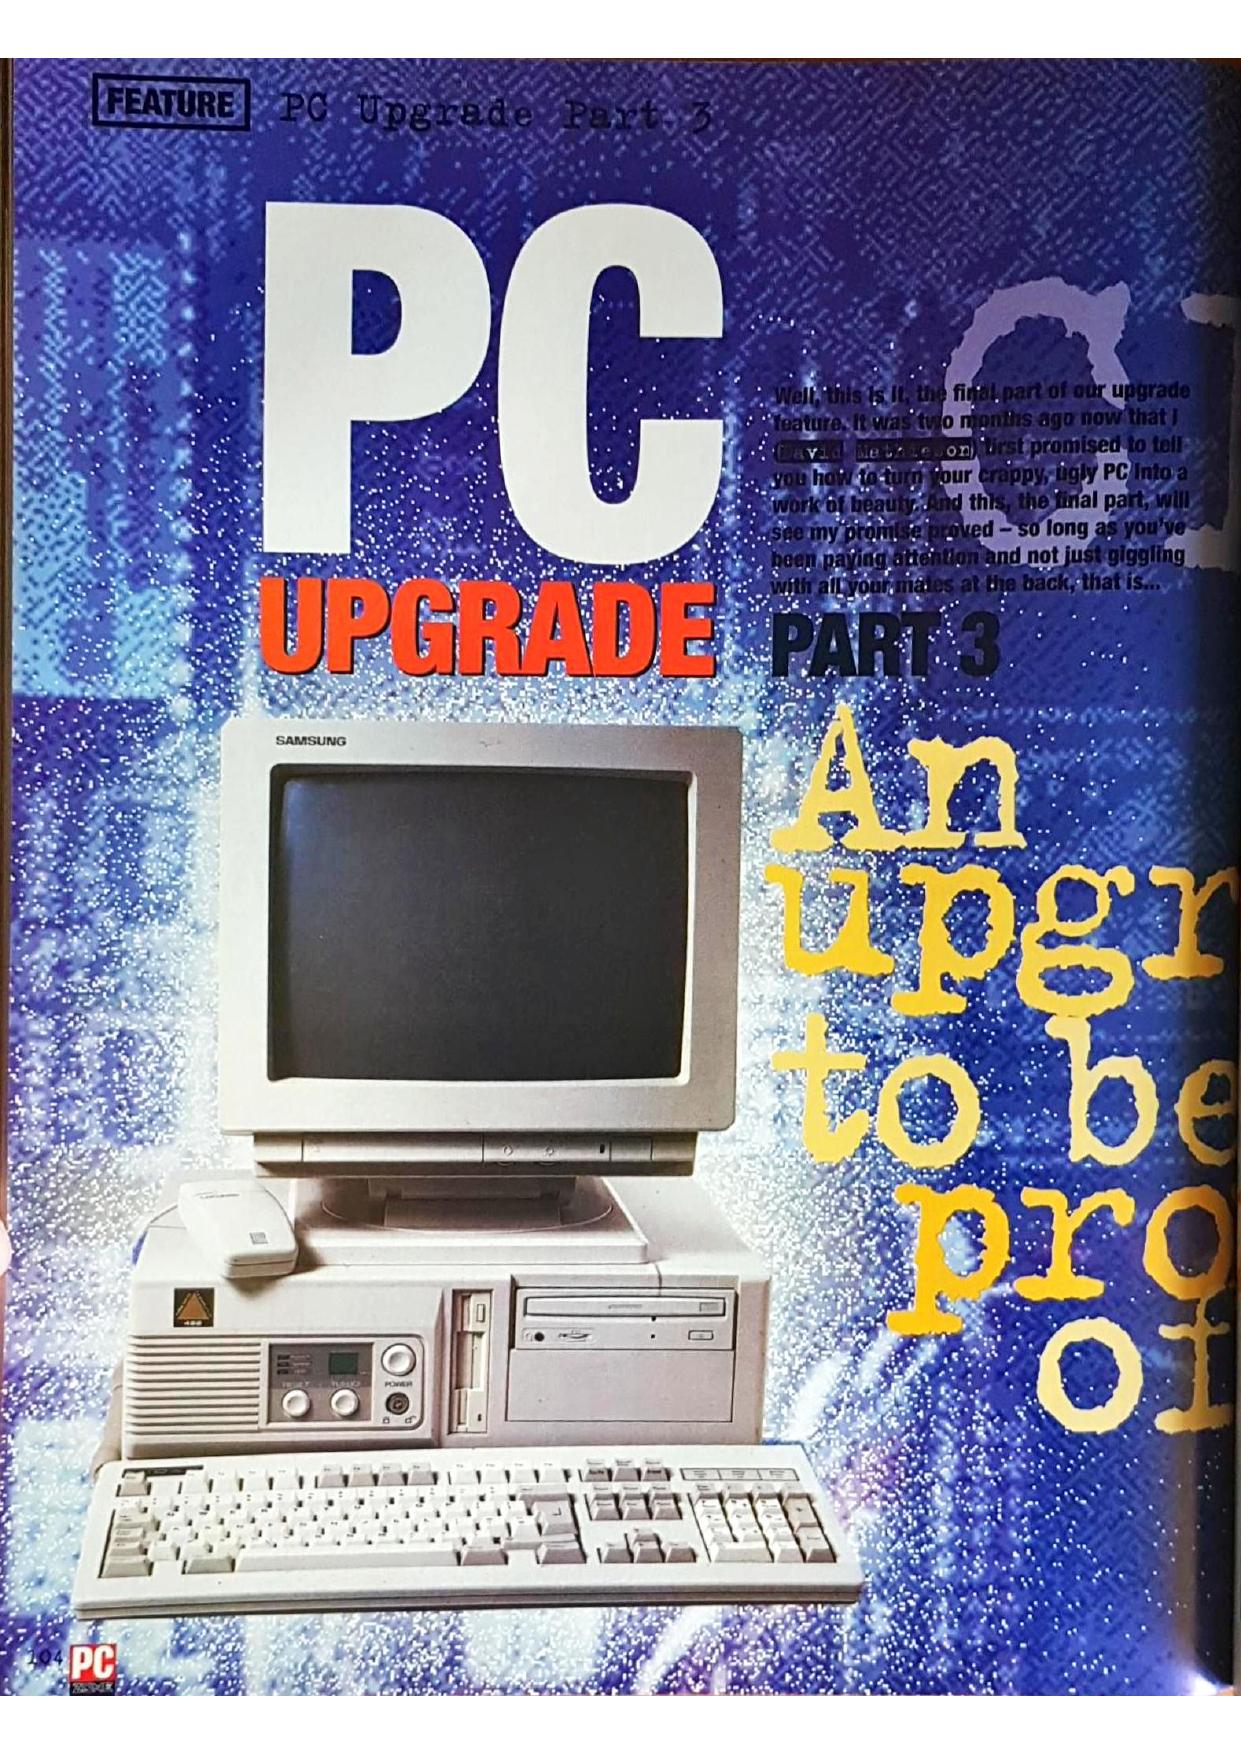 FEATURE PC Upgrade Part 3
PC
UPGRADE
Well, this is it, the final part of our upgrade
feature. It was two months ago now that I
(David Mathieson) first promised to tell
you how to turn your crappy, ugly PC into a
work of beauty. And this, the final part, will
see my promise proved – so long as you've
been paying attention and not just giggling
with all your mates at the back, that is...
PART 3
An
upgr
to be
pro
of
SAMSUNG
486
RESET TURBO POWER
104 PC
ZONE